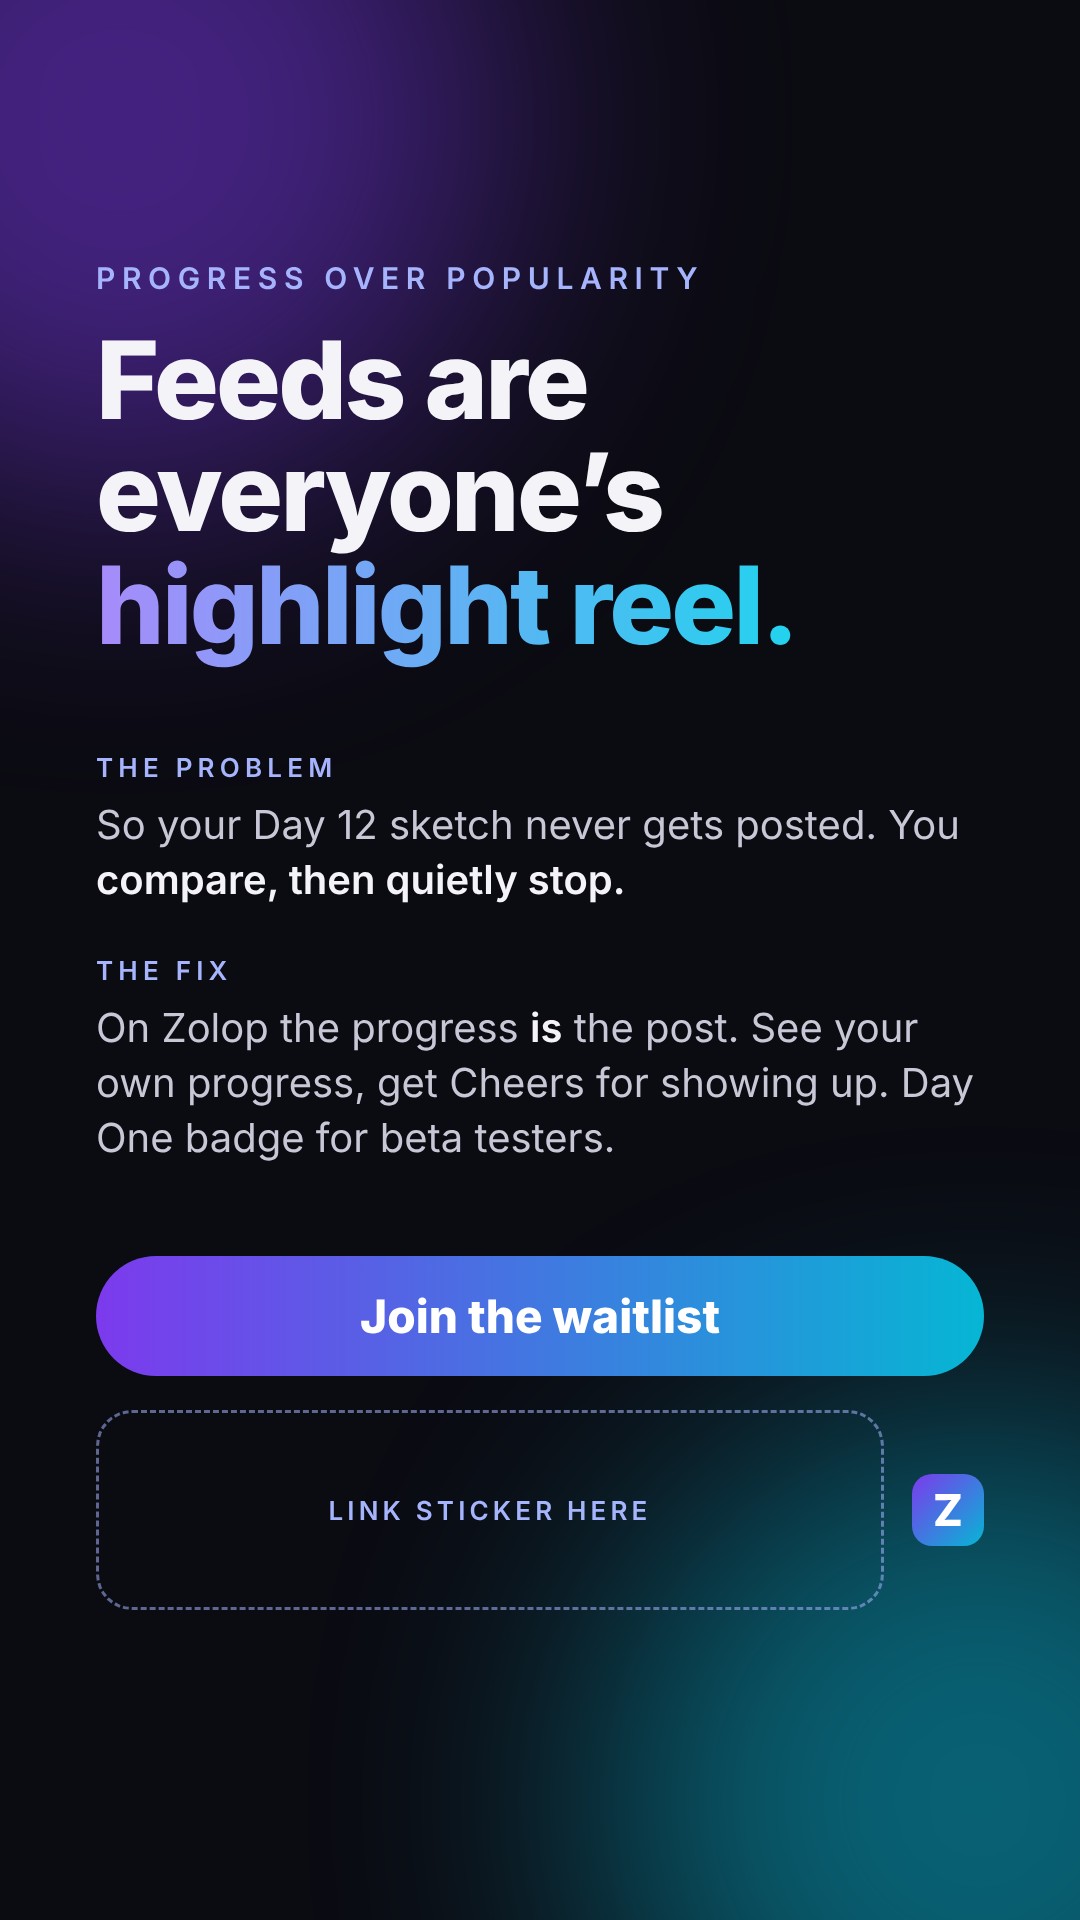 PROGRESS OVER POPULARITY
Feeds are
everyone’s
highlight reel.
THE PROBLEM
So your Day 12 sketch never gets posted. You
compare, then quietly stop.
THE FIX
On Zolop the progress is the post. See your
own progress, get Cheers for showing up. Day
One badge for beta testers.
Join the waitlist
LINK STICKER HERE
Z